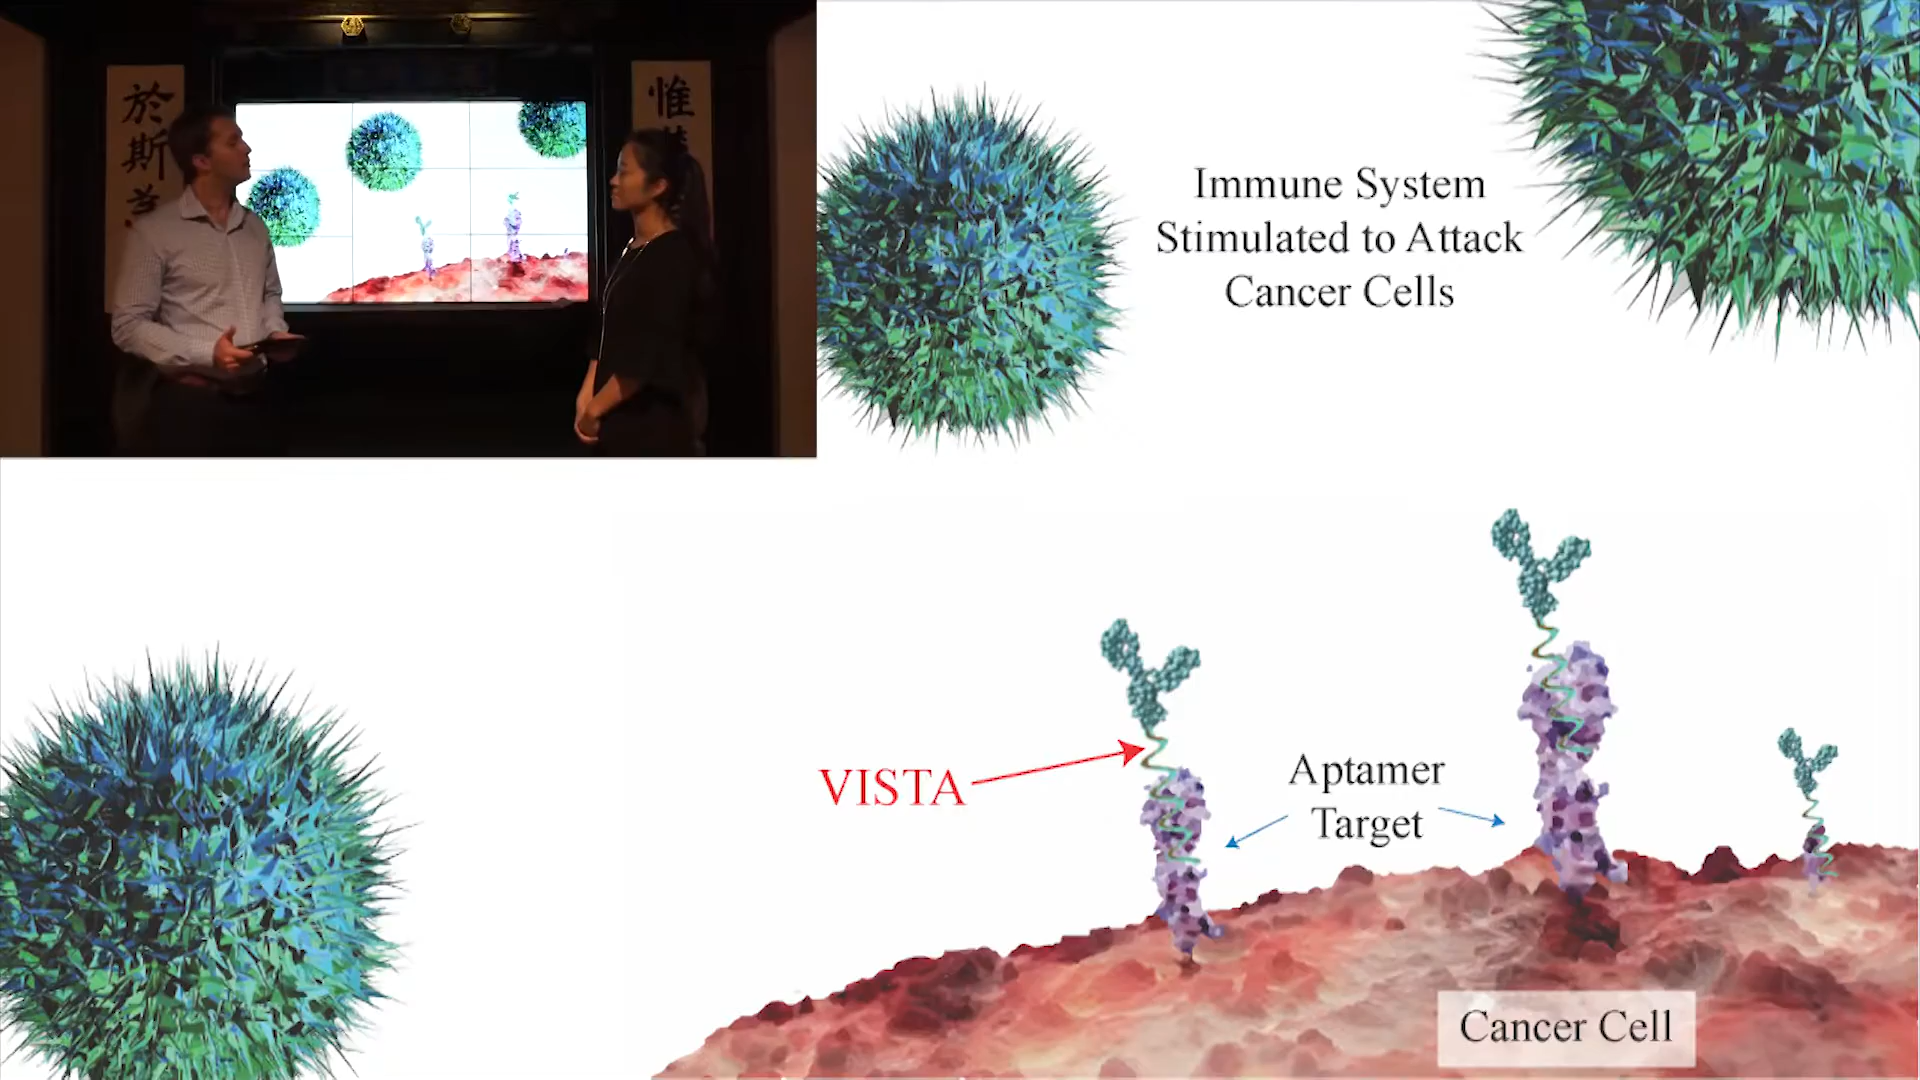 於斯
惟
Immune System
Stimulated to Attack
Cancer Cells
VISTA
Aptamer
Target
Cancer Cell